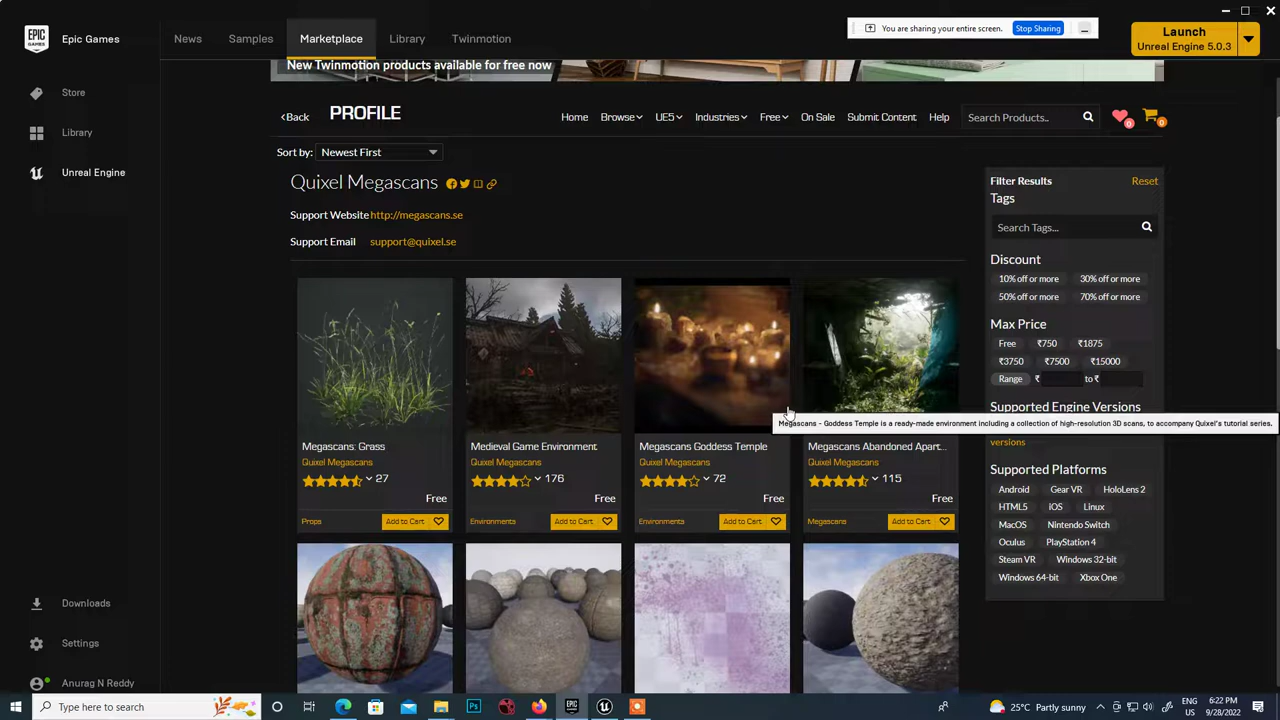 EPIC GAMES
Epic Games
News
Library
Twinmotion
You are sharing your entire screen.
Stop Sharing
Launch
Unreal Engine 5.0.3
New Twinmotion products available for free now
Store
Library
Unreal Engine
Back
PROFILE
Home
Browse
UE5
Industries
Free
On Sale
Submit Content
Help
Search Products..
0
0
Sort by:
Newest First
Quixel Megascans
Support Website http://megascans.se
Support Email support@quixel.se
Filter Results
Reset
Tags
Search Tags...
Discount
10% off or more
30% off or more
50% off or more
70% off or more
Max Price
Free
₹750
₹1875
₹3750
₹7500
₹15000
Range
₹
to ₹
Supported Engine Versions
Megascans - Goddess Temple is a ready-made environment including a collection of high-resolution 3D scans, to accompany Quixel's tutorial series.
versions
Supported Platforms
Android
Gear VR
HoloLens 2
HTML5
iOS
Linux
MacOS
Nintendo Switch
Oculus
PlayStation 4
Steam VR
Windows 32-bit
Windows 64-bit
Xbox One
Megascans: Grass
Quixel Megascans
27
Free
Props
Add to Cart
Medieval Game Environment
Quixel Megascans
176
Free
Environments
Add to Cart
Megascans Goddess Temple
Quixel Megascans
72
Free
Environments
Add to Cart
Megascans Abandoned Apart...
Quixel Megascans
115
Free
Megascans
Add to Cart
Downloads
Settings
Anurag N Reddy
Type here to search
Ps
25°C Partly sunny
ENG
US
6:22 PM
9/28/2022